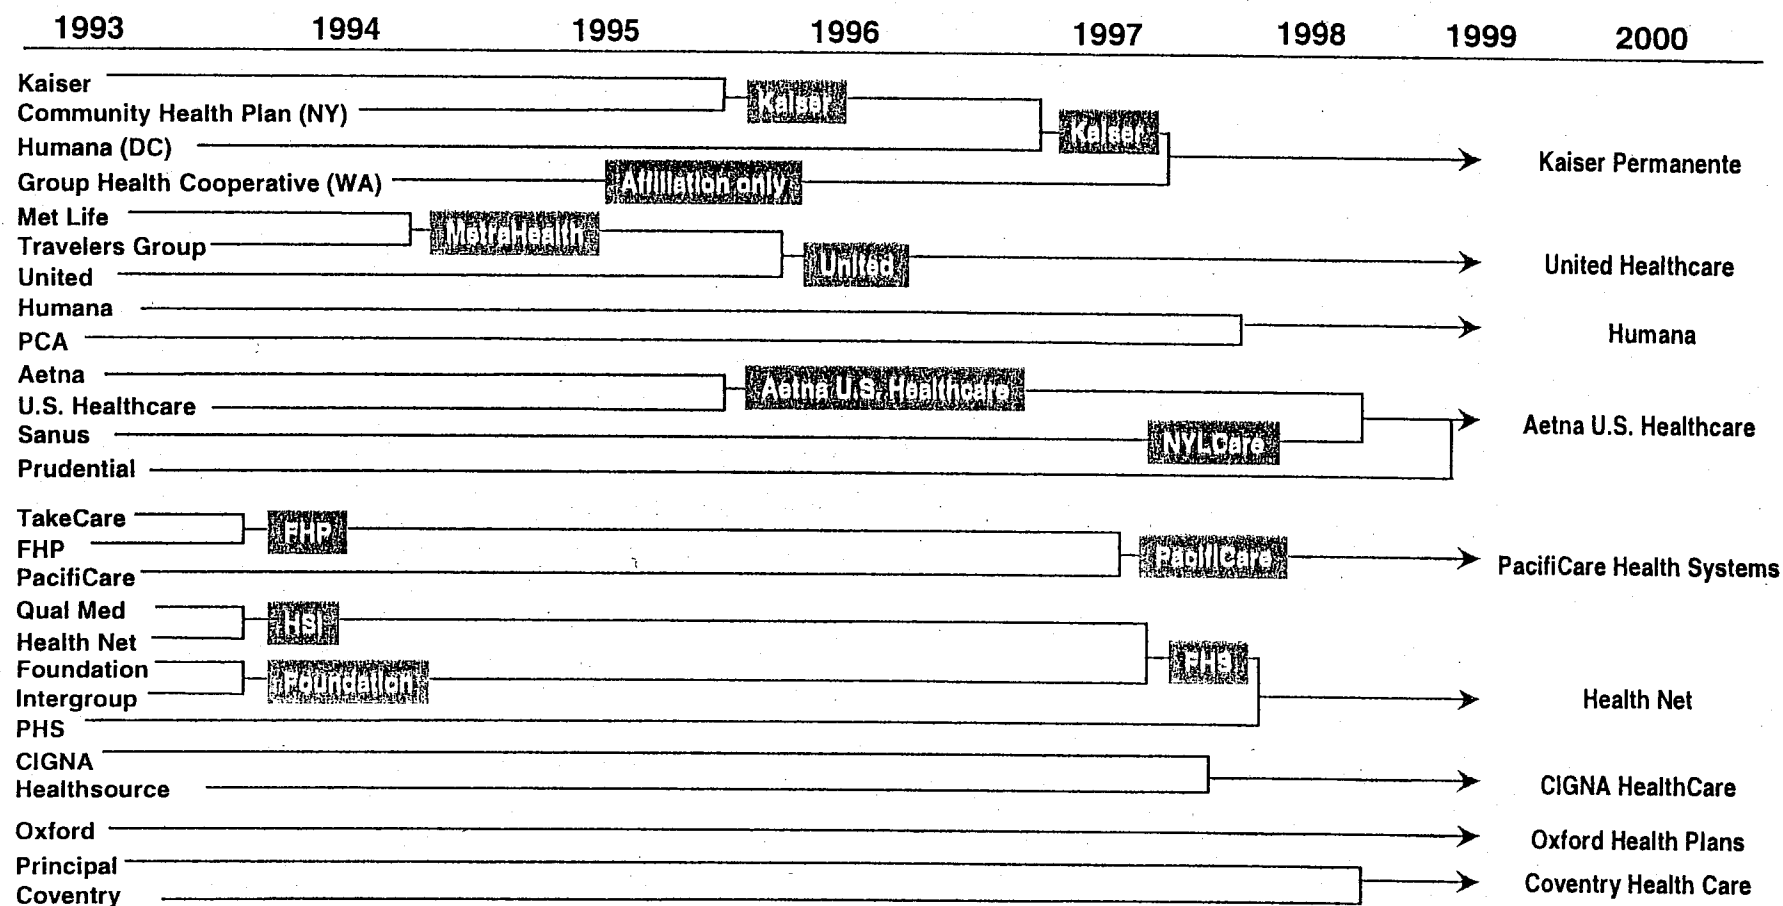 1993 1994 1995 1996 1997 1998 1999 2000
Kaiser
Kaiser
Community Health Plan (NY)
Kaiser
Humana (DC)
Kaiser Permanente
Group Health Cooperative (WA)
Affiliation only
Met Life
MetraHealth
Travelers Group
United
United Healthcare
United
Humana
Humana
PCA
Aetna
Aetna U.S. Healthcare
U.S. Healthcare
Aetna U.S. Healthcare
Sanus
NYLCare
Prudential
TakeCare
FHP
FHP
PacifiCare
PacifiCare Health Systems
PacifiCare
Qual Med
HSI
Health Net
FHS
Foundation
Foundation
Intergroup
Health Net
PHS
CIGNA
CIGNA HealthCare
Healthsource
Oxford
Oxford Health Plans
Principal
Coventry Health Care
Coventry